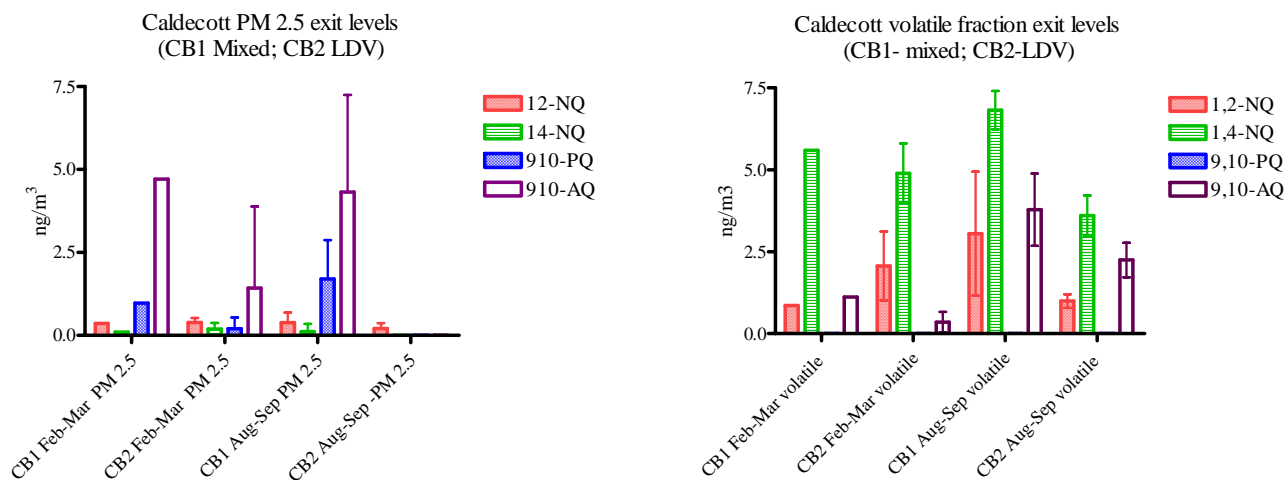 Caldecott PM 2.5 exit levels
(CB1 Mixed; CB2 LDV)
7.5
5.0
2.5
0.0
ng/m3
12-NQ
14-NQ
910-PQ
910-AQ
CB1 Feb-Mar PM 2.5
CB2 Feb-Mar PM 2.5
CB1 Aug-Sep PM 2.5
CB2 Aug-Sep -PM 2.5
Caldecott volatile fraction exit levels
(CB1- mixed; CB2-LDV)
7.5
5.0
2.5
0.0
ng/m3
1,2-NQ
1,4-NQ
9,10-PQ
9,10-AQ
CB1 Feb-Mar volatile
CB2 Feb-Mar volatile
CB1 Aug-Sep volatile
CB2 Aug-Sep volatile